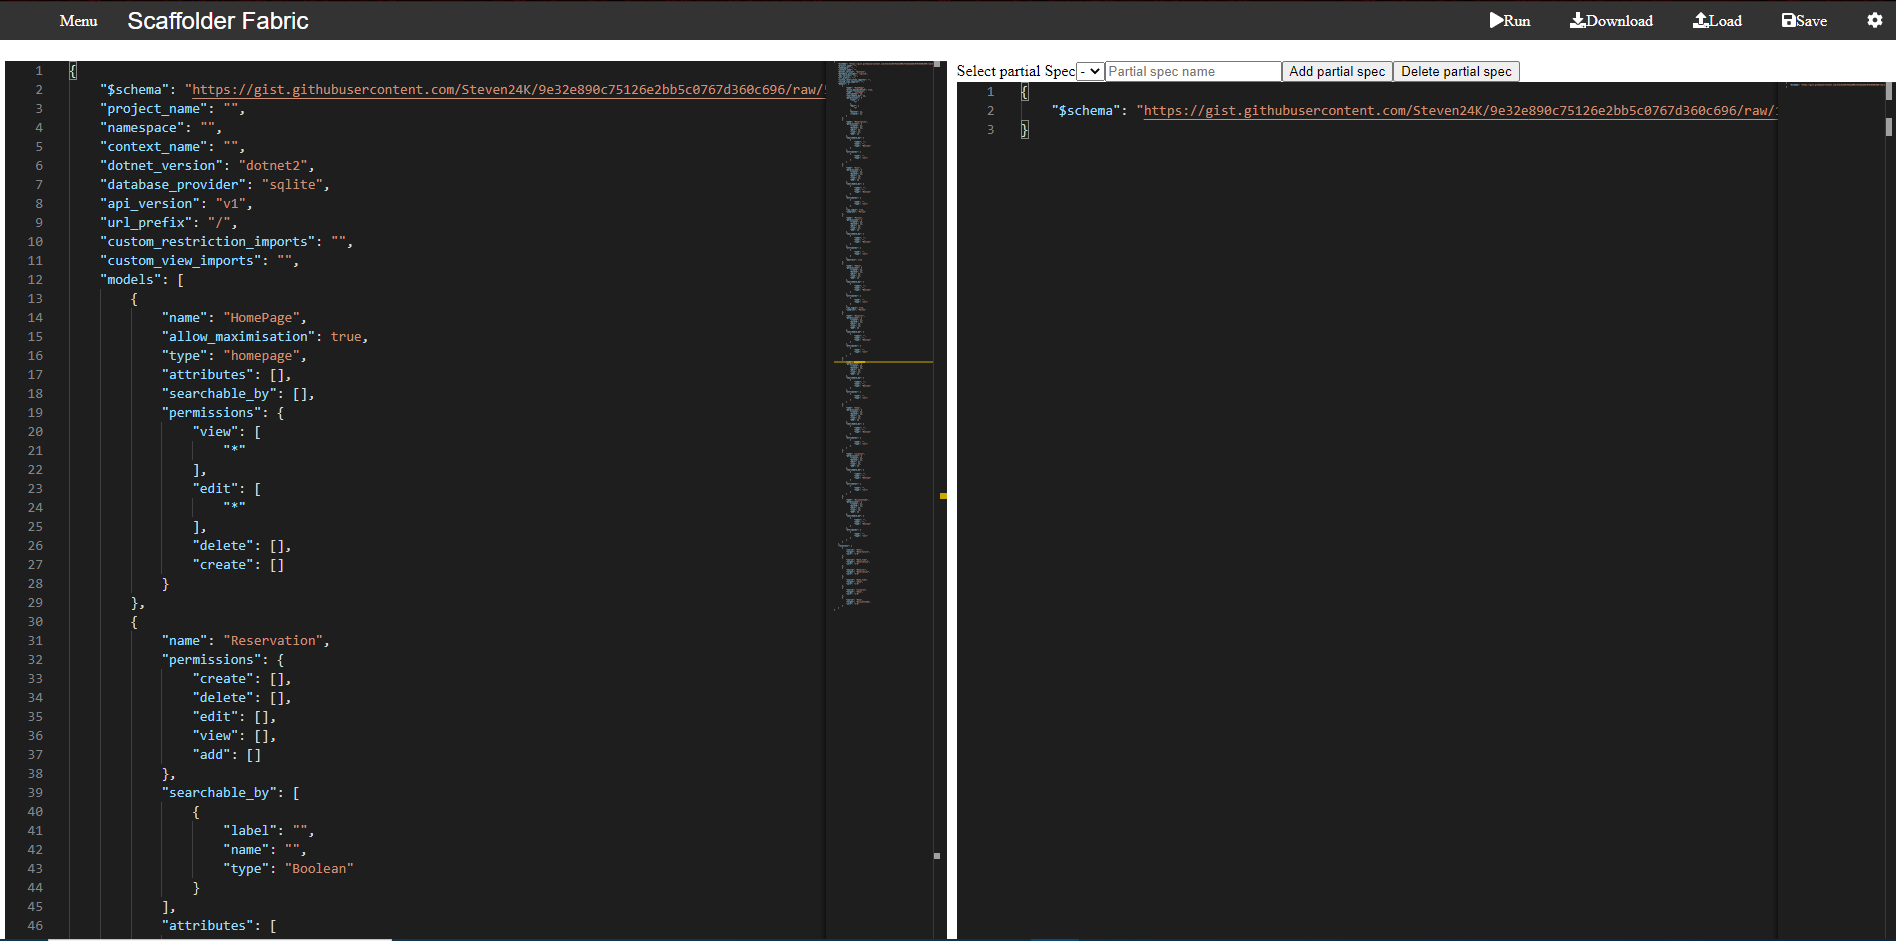 Menu Scaffolder Fabric Run Download Load Save
Select partial Spec - Partial spec name Add partial spec Delete partial spec
1 {
2 "$schema": "https://gist.githubusercontent.com/Steven24K/9e32e890c75126e2bb5c0767d360c696/raw/
3 "project_name": "",
4 "namespace": "",
5 "context_name": "",
6 "dotnet_version": "dotnet2",
7 "database_provider": "sqlite",
8 "api_version": "v1",
9 "url_prefix": "/",
10 "custom_restriction_imports": "",
11 "custom_view_imports": "",
12 "models": [
13 {
14 "name": "HomePage",
15 "allow_maximisation": true,
16 "type": "homepage",
17 "attributes": [],
18 "searchable_by": [],
19 "permissions": {
20 "view": [
21 "*"
22 ],
23 "edit": [
24 "*"
25 ],
26 "delete": [],
27 "create": []
28 }
29 },
30 {
31 "name": "Reservation",
32 "permissions": {
33 "create": [],
34 "delete": [],
35 "edit": [],
36 "view": [],
37 "add": []
38 },
39 "searchable_by": [
40 {
41 "label": "",
42 "name": "",
43 "type": "Boolean"
44 }
45 ],
46 "attributes": [
1 {
2 "$schema": "https://gist.githubusercontent.com/Steven24K/9e32e890c75126e2bb5c0767d360c696/raw/
3 }